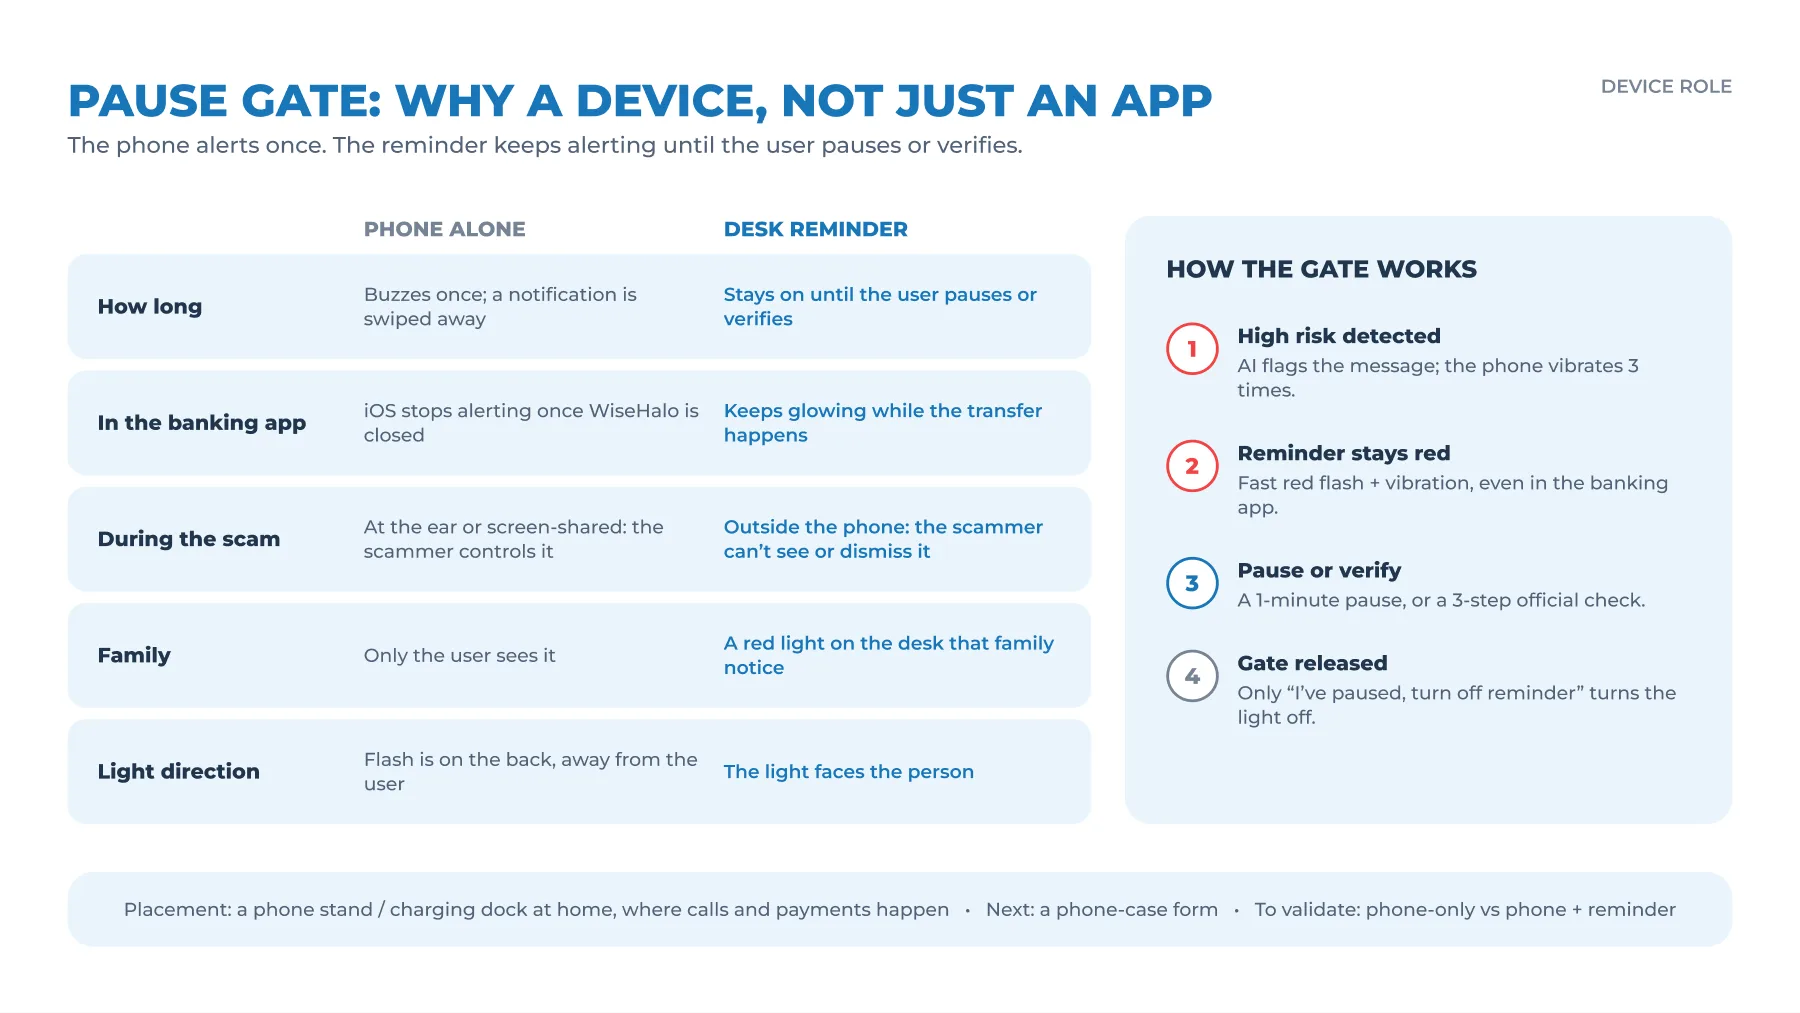 PAUSE GATE: WHY A DEVICE, NOT JUST AN APP
DEVICE ROLE
The phone alerts once. The reminder keeps alerting until the user pauses or verifies.
PHONE ALONE
DESK REMINDER
How long
Buzzes once; a notification is
swiped away
Stays on until the user pauses or
verifies
In the banking app
iOS stops alerting once WiseHalo is
closed
Keeps glowing while the transfer
happens
During the scam
At the ear or screen-shared: the
scammer controls it
Outside the phone: the scammer
can’t see or dismiss it
Family
Only the user sees it
A red light on the desk that family
notice
Light direction
Flash is on the back, away from the
user
The light faces the person
HOW THE GATE WORKS
1
High risk detected
AI flags the message; the phone vibrates 3
times.
2
Reminder stays red
Fast red flash + vibration, even in the banking
app.
3
Pause or verify
A 1-minute pause, or a 3-step official check.
4
Gate released
Only “I’ve paused, turn off reminder” turns the
light off.
Placement: a phone stand / charging dock at home, where calls and payments happen • Next: a phone-case form • To validate: phone-only vs phone + reminder